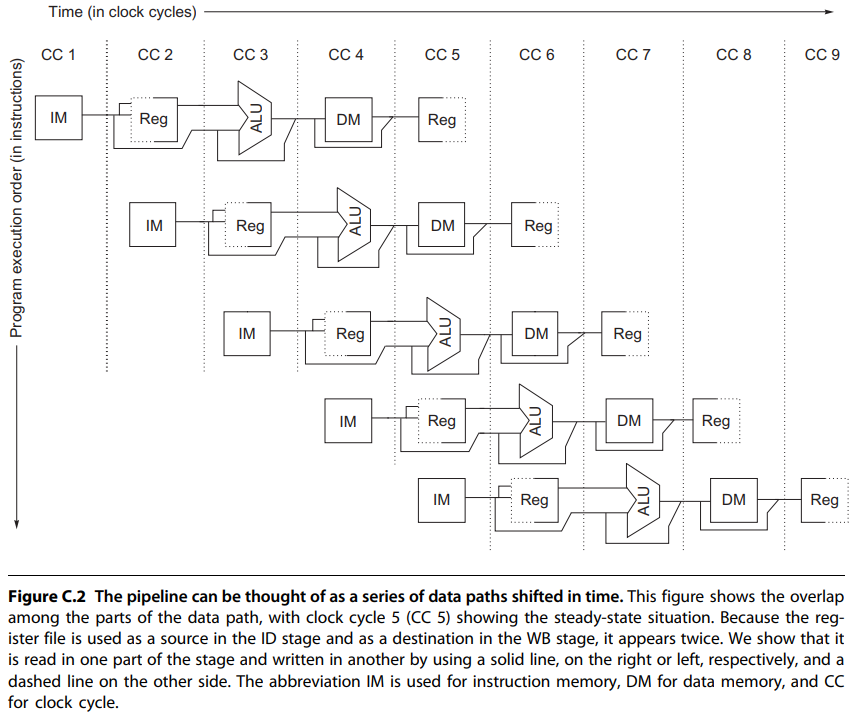 Time (in clock cycles)
CC 1 CC 2 CC 3 CC 4 CC 5 CC 6 CC 7 CC 8 CC 9
Program execution order (in instructions)
IM Reg ALU DM Reg
IM Reg ALU DM Reg
IM Reg ALU DM Reg
IM Reg ALU DM Reg
IM Reg ALU DM Reg
Figure C.2 The pipeline can be thought of as a series of data paths shifted in time. This figure shows the overlap
among the parts of the data path, with clock cycle 5 (CC 5) showing the steady-state situation. Because the reg-
ister file is used as a source in the ID stage and as a destination in the WB stage, it appears twice. We show that it
is read in one part of the stage and written in another by using a solid line, on the right or left, respectively, and a
dashed line on the other side. The abbreviation IM is used for instruction memory, DM for data memory, and CC
for clock cycle.